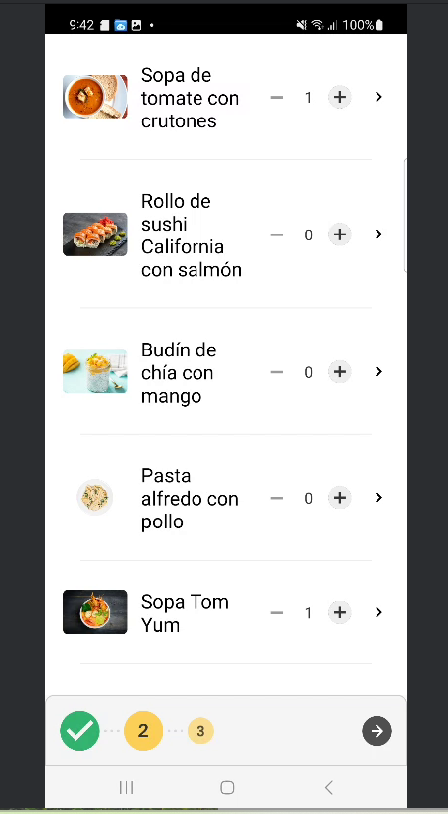 9:42
100%
Sopa de
tomate con
crutones
1
Rollo de
sushi
California
con salmón
0
Budín de
chía con
mango
0
Pasta
alfredo con
pollo
0
Sopa Tom
Yum
1
2
3